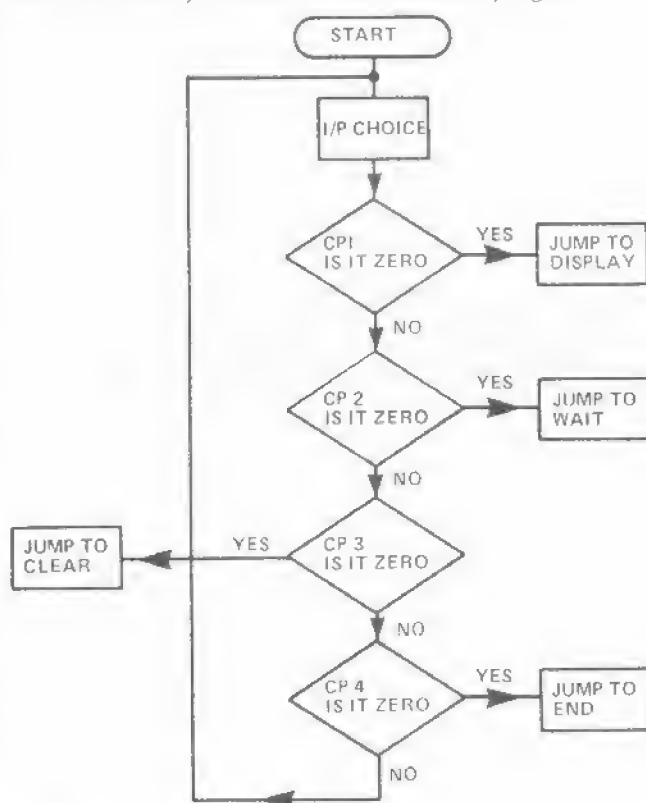 START
I/P CHOICE
CP1
IS IT ZERO
YES
JUMP TO
DISPLAY
NO
CP 2
IS IT ZERO
YES
JUMP TO
WAIT
NO
JUMP TO
CLEAR
YES
CP 3
IS IT ZERO
NO
CP 4
IS IT ZERO
YES
JUMP TO
END
NO